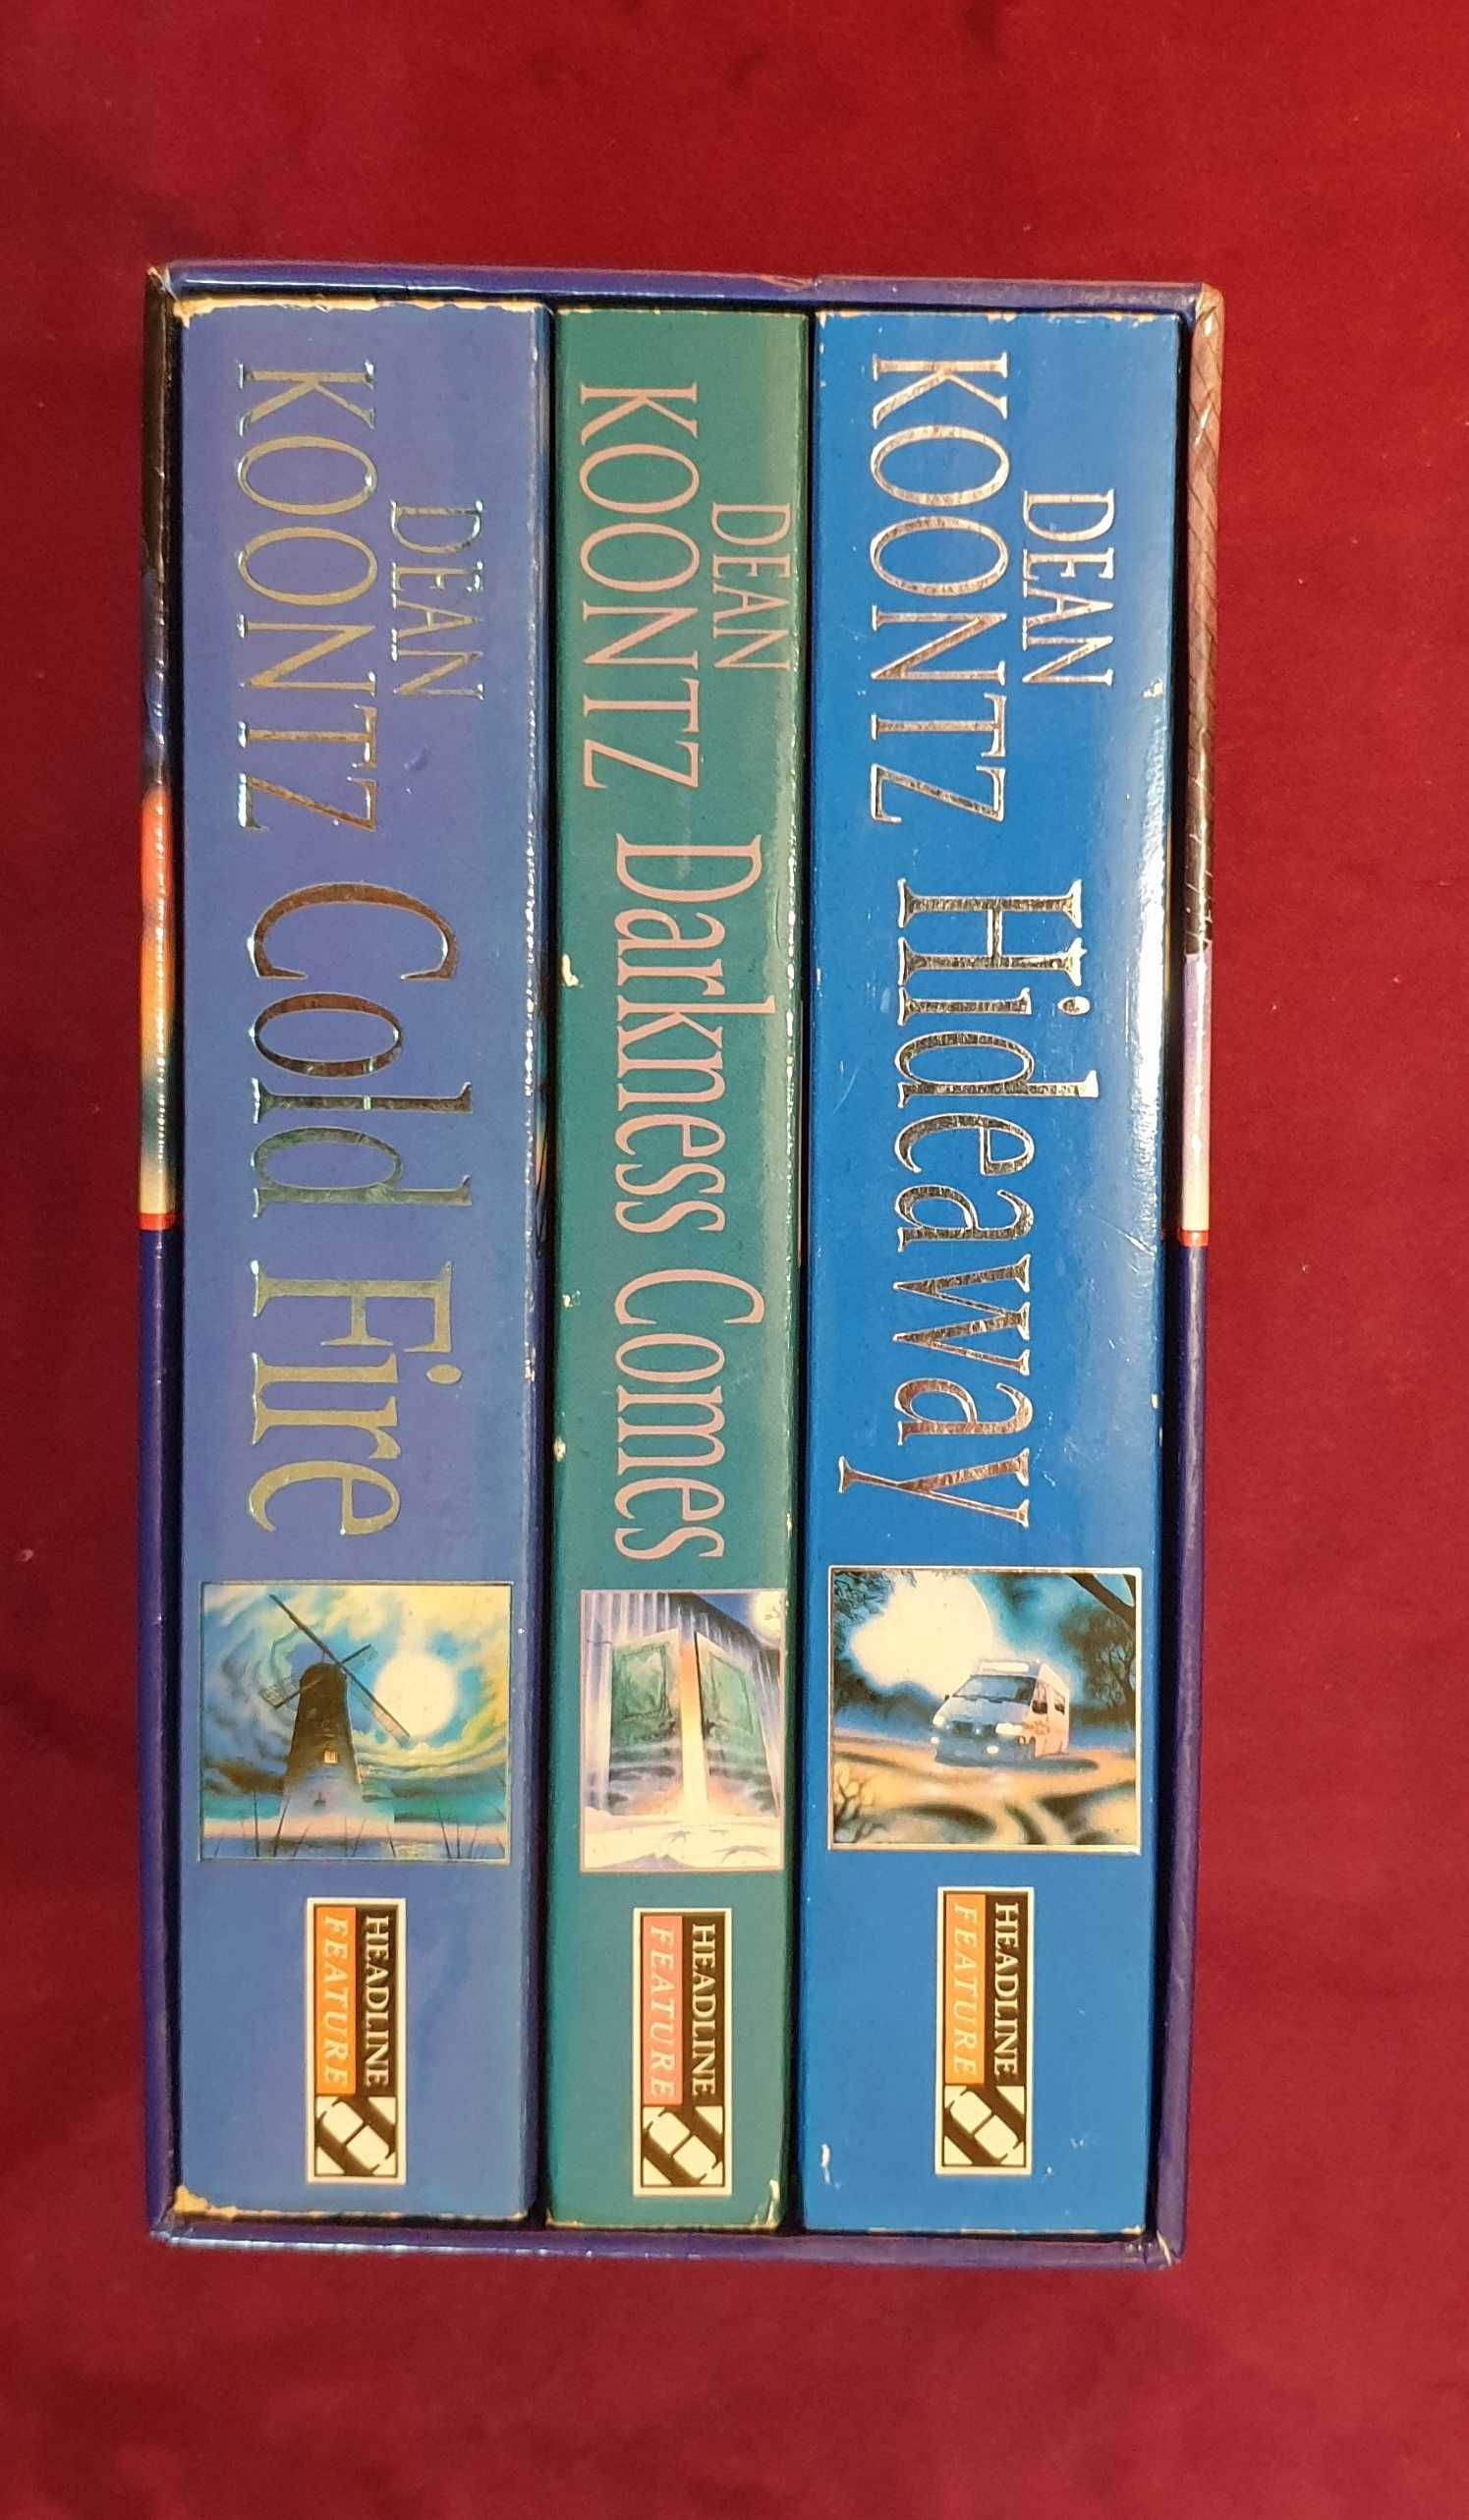 DEAN
KOONTZ
Cold Fire
HEADLINE
FEATURE
DEAN
KOONTZ
Darkness Comes
HEADLINE
FEATURE
DEAN
KOONTZ
Hideaway
HEADLINE
FEATURE